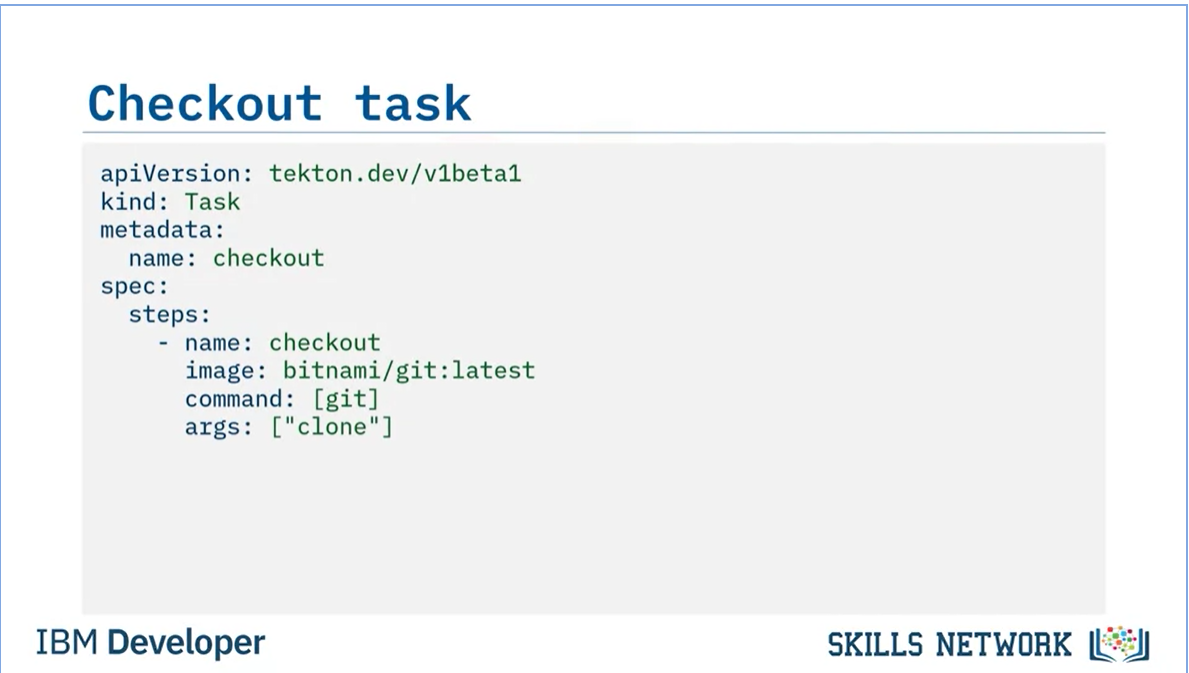 Checkout task
apiVersion: tekton.dev/v1beta1
kind: Task
metadata:
  name: checkout
spec:
  steps:
    - name: checkout
      image: bitnami/git:latest
      command: [git]
      args: ["clone"]
IBM Developer
SKILLS NETWORK